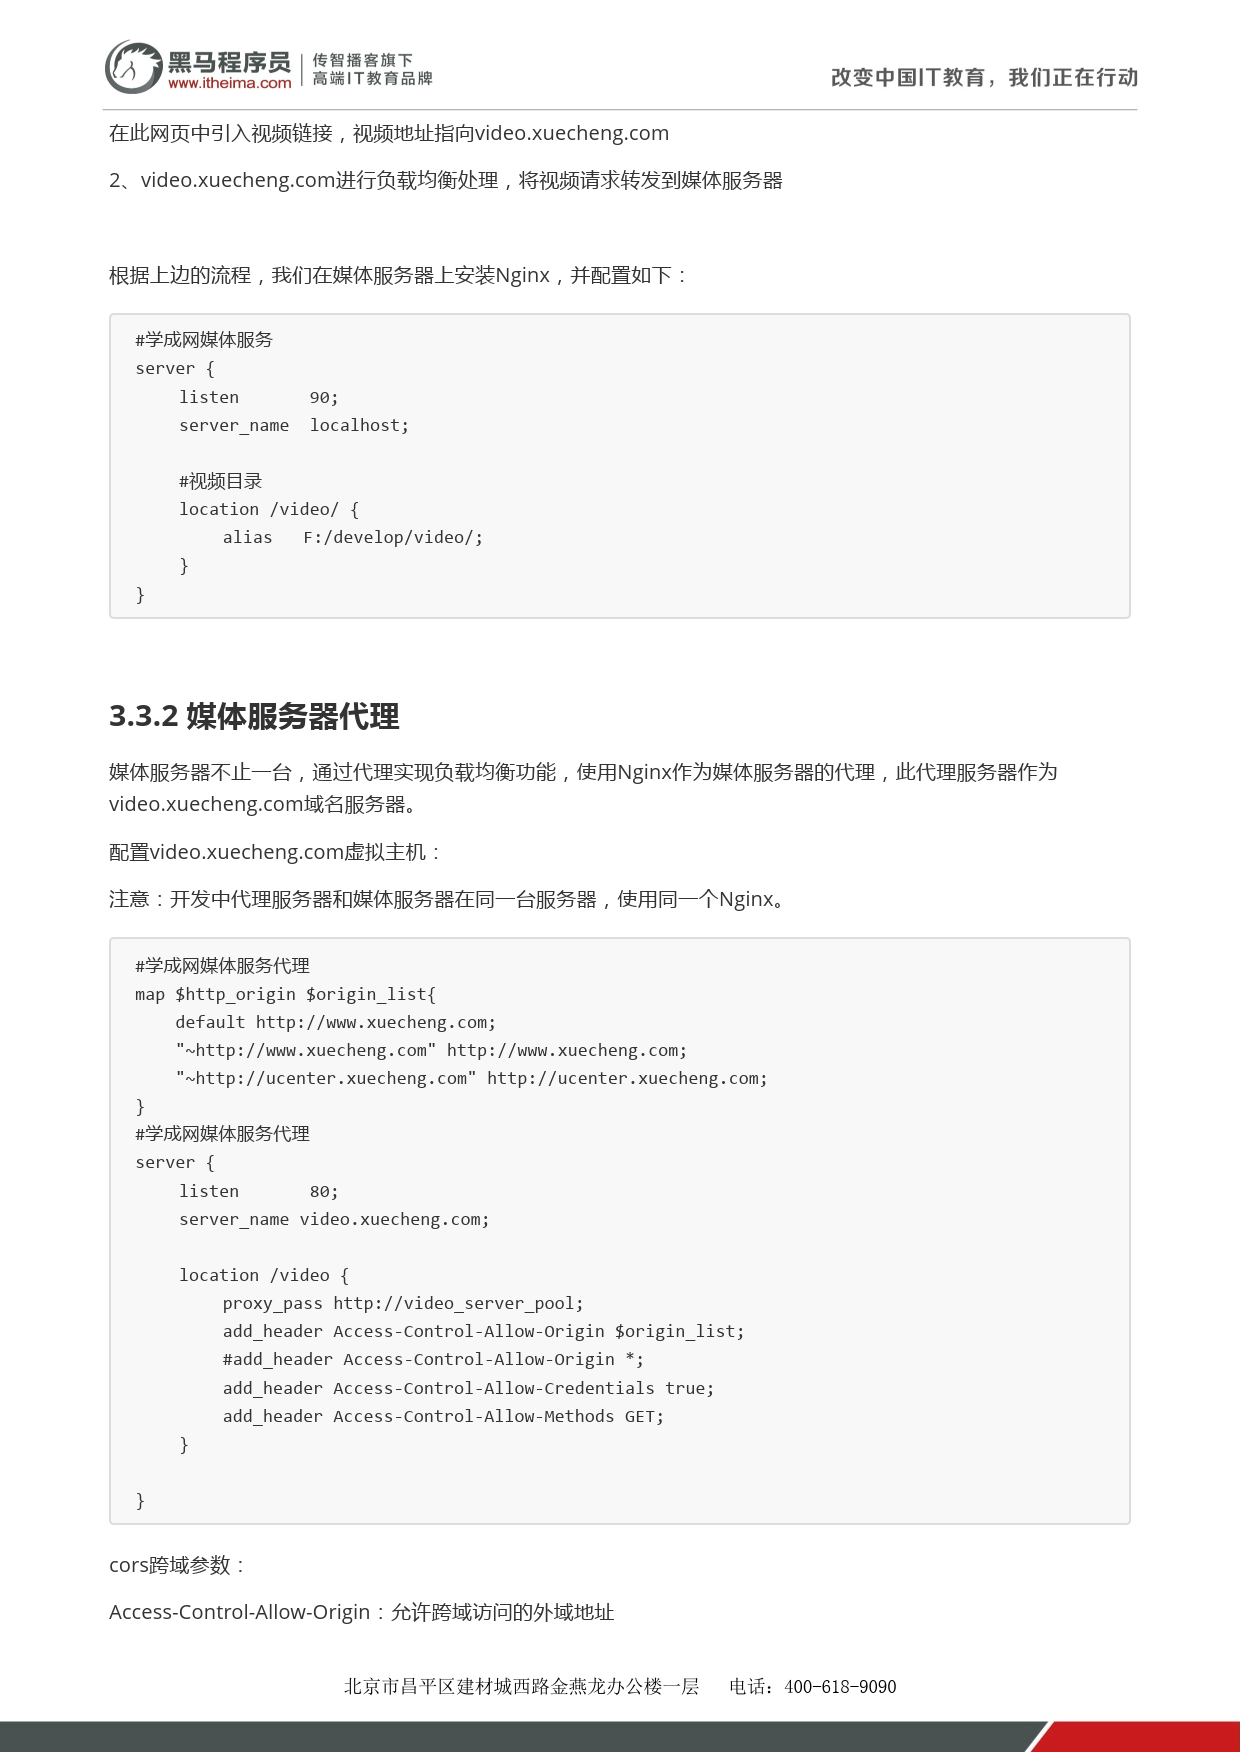 黑马程序员
www.itheima.com
传智播客旗下
高端IT教育品牌
改变中国IT教育，我们正在行动
在此网页中引入视频链接，视频地址指向video.xuecheng.com
2、video.xuecheng.com进行负载均衡处理，将视频请求转发到媒体服务器
根据上边的流程，我们在媒体服务器上安装Nginx，并配置如下：
#学成网媒体服务
server {
    listen       90;
    server_name  localhost;
    #视频目录
    location /video/ {
        alias   F:/develop/video/;
    }
}
3.3.2 媒体服务器代理
媒体服务器不止一台，通过代理实现负载均衡功能，使用Nginx作为媒体服务器的代理，此代理服务器作为
video.xuecheng.com域名服务器。
配置video.xuecheng.com虚拟主机：
注意：开发中代理服务器和媒体服务器在同一台服务器，使用同一个Nginx。
#学成网媒体服务代理
map $http_origin $origin_list{
    default http://www.xuecheng.com;
    "~http://www.xuecheng.com" http://www.xuecheng.com;
    "~http://ucenter.xuecheng.com" http://ucenter.xuecheng.com;
}
#学成网媒体服务代理
server {
    listen       80;
    server_name video.xuecheng.com;
    location /video {
        proxy_pass http://video_server_pool;
        add_header Access-Control-Allow-Origin $origin_list;
        #add_header Access-Control-Allow-Origin *;
        add_header Access-Control-Allow-Credentials true;
        add_header Access-Control-Allow-Methods GET;
    }
}
cors跨域参数：
Access-Control-Allow-Origin：允许跨域访问的外域地址
北京市昌平区建材城西路金燕龙办公楼一层 电话：400-618-9090